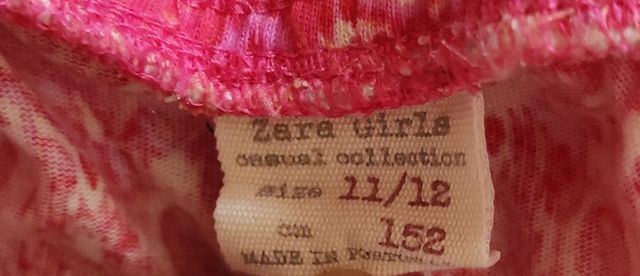 Zara Girls
casual collection
size 11/12
cm 152
MADE IN